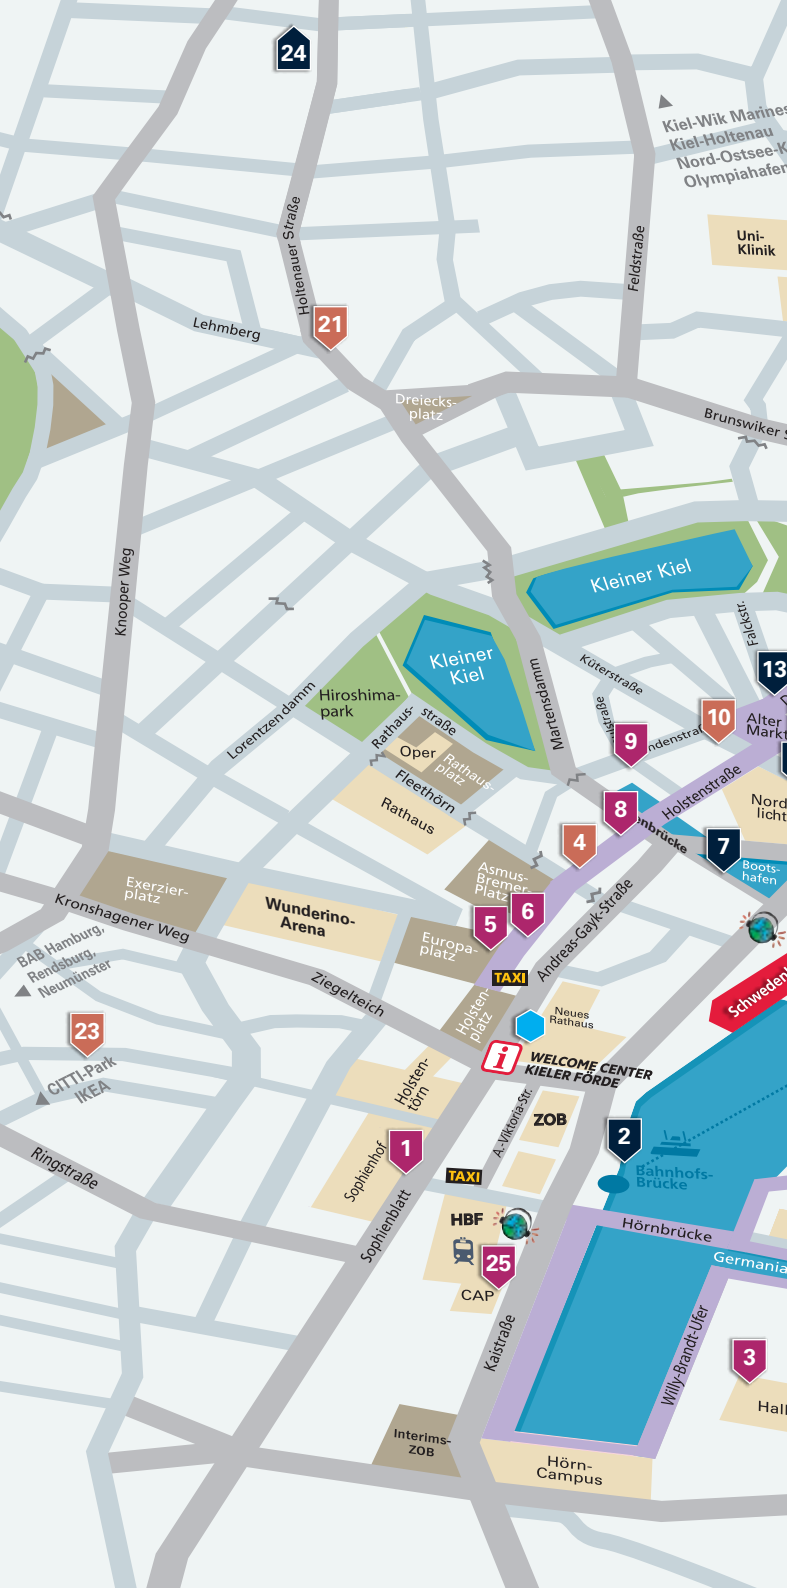 24
Kiel-Wik Marines
Kiel-Holtenau
Nord-Ostsee-K
Olympiahafen
Holtenauer Straße
Feldstraße
Uni-
Klinik
Lehmberg
21
Dreiecks-
platz
Brunswiker S
Knooper Weg
Kleiner Kiel
Falckstr.
Küterstraße
Kleiner
Kiel
Martensdamm
13
Hiroshima-
park
Lorentzendamm
Rathaus-
straße
10
Alter
Markt
9
ndenstraß
Oper
Rathaus-
platz
Fleethörn
Rathaus
Holstenstraße
Nord
licht
8
enbrücke
4
7
Boots-
hafen
Asmus-
Bremer-
Platz
Exerzier-
platz
Kronshagener Weg
Wunderino-
Arena
6
5
Europa-
platz
Andreas-Gayk-Straße
BAB Hamburg,
Rendsburg,
Neumünster
TAXI
Ziegelteich
Holsten-
platz
Neues
Rathaus
Schwedenk
23
CITTI-Park
IKEA
i
WELCOME CENTER
KIELER FÖRDE
Holsten-
törn
A.-Viktoria-Str.
ZOB
2
1
Sophienhof
Ringstraße
TAXI
Bahnhofs-
Brücke
Sophienblatt
HBF
Hörnbrücke
Germania
25
CAP
Kaistraße
Willy-Brandt-Ufer
3
Hall
Interims-
ZOB
Hörn-
Campus